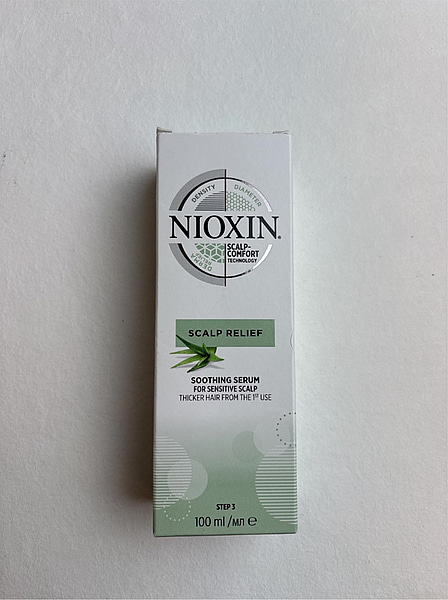 DENSITY
DIAMETER
NIOXIN®
SCALP-
COMFORT
TECHNOLOGY
DERMA
SCALP RELIEF
SOOTHING SERUM
FOR SENSITIVE SCALP
THICKER HAIR FROM THE 1ST USE
STEP 3
100 ml/мл ℮